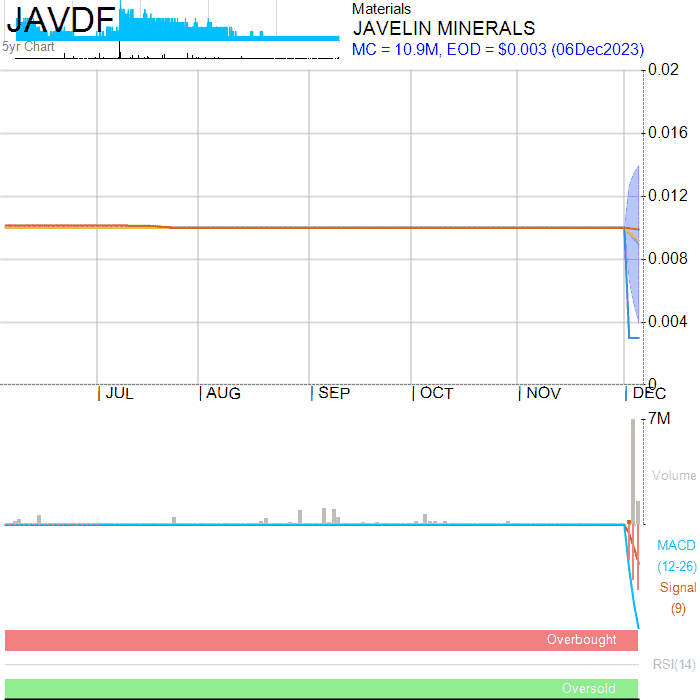 JAVDF
5yr Chart
Materials
JAVELIN MINERALS
MC = 10.9M, EOD = $0.003 (06Dec2023)
0.02
0.016
0.012
0.008
0.004
0
JUL
AUG
SEP
OCT
NOV
DEC
7M
Volume
MACD
(12-26)
Signal
(9)
Overbought
RSI(14)
Oversold